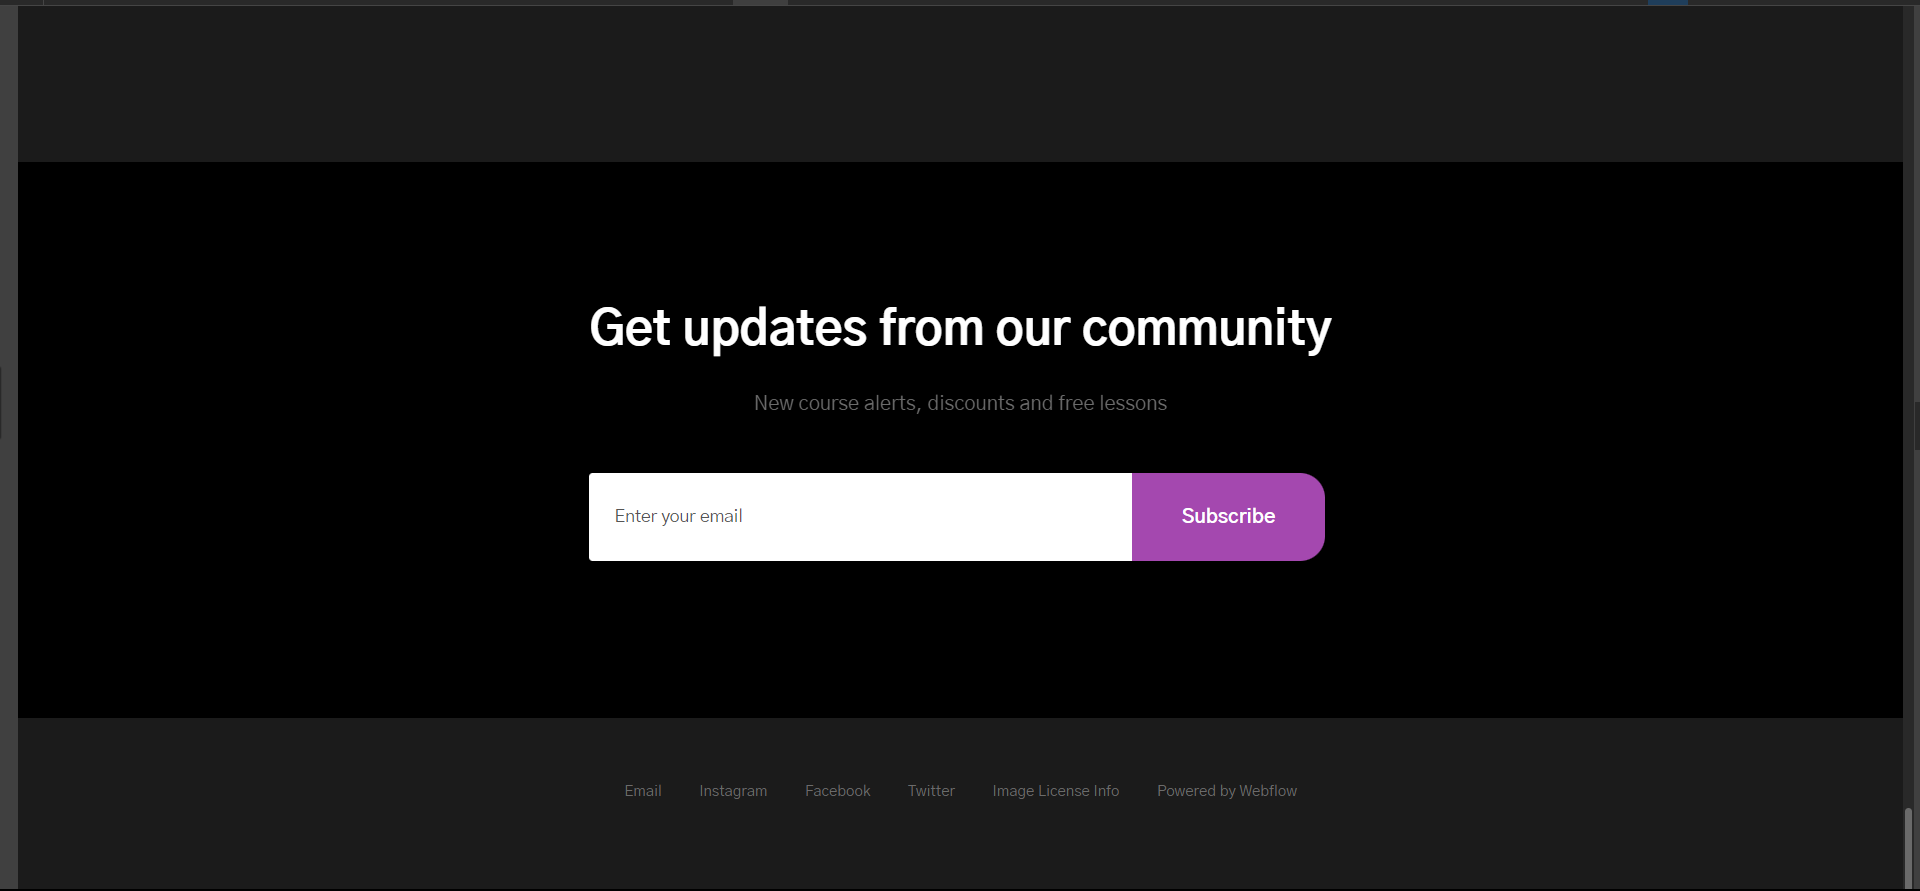 Get updates from our community
New course alerts, discounts and free lessons
Enter your email
Subscribe
Email
Instagram
Facebook
Twitter
Image License Info
Powered by Webflow